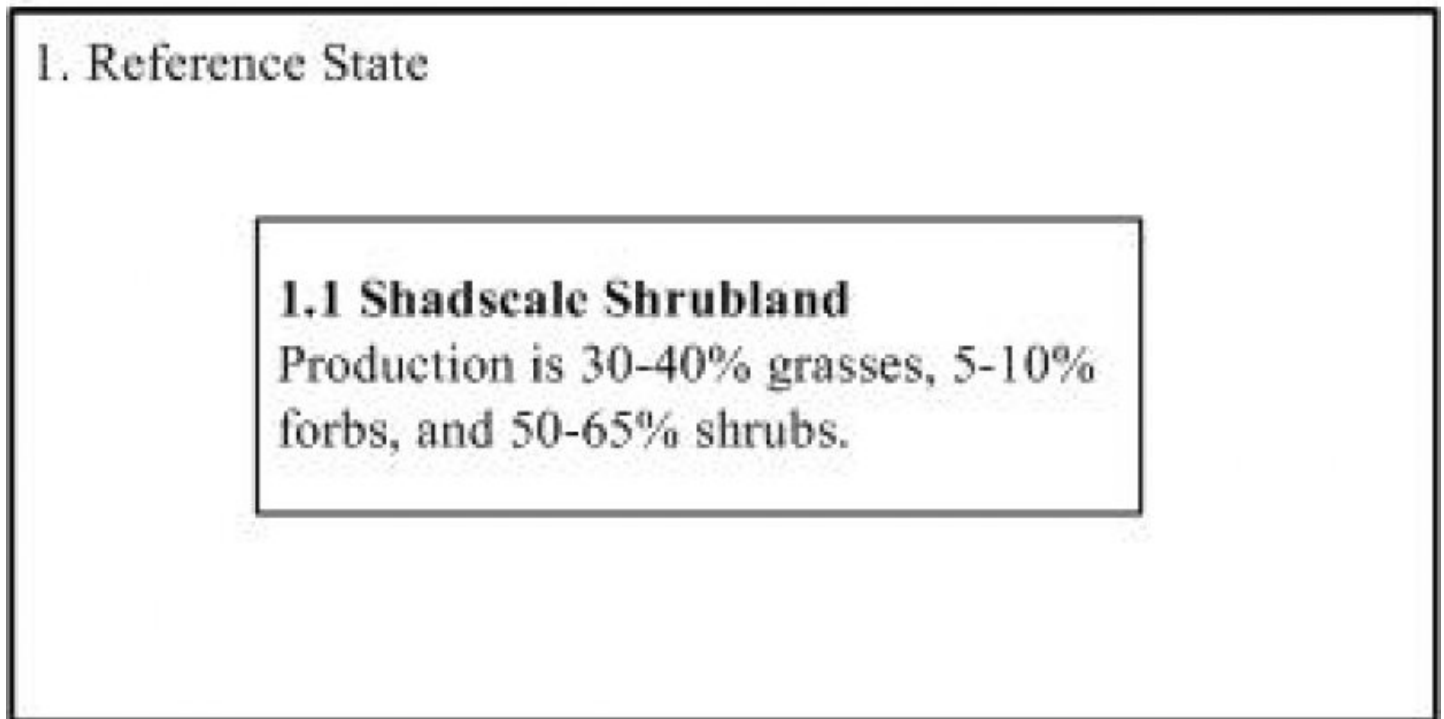 1. Reference State
1.1 Shadscale Shrubland
Production is 30-40% grasses, 5-10%
forbs, and 50-65% shrubs.